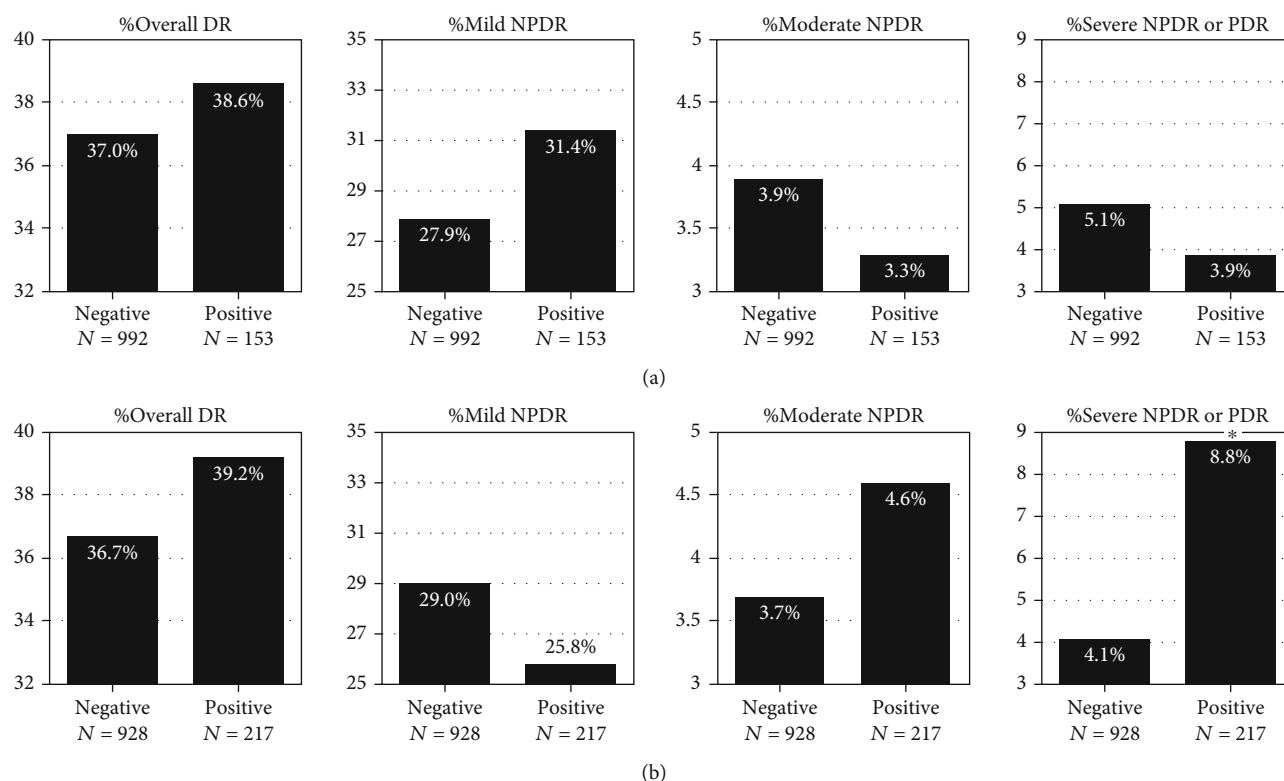 %Overall DR
40
38
36
34
32
37.0%
38.6%
Negative
N = 992
Positive
N = 153
%Mild NPDR
35
33
31
29
27
25
27.9%
31.4%
Negative
N = 992
Positive
N = 153
%Moderate NPDR
5
4.5
4
3.5
3
3.9%
3.3%
Negative
N = 992
Positive
N = 153
%Severe NPDR or PDR
9
8
7
6
5
4
3
5.1%
3.9%
Negative
N = 992
Positive
N = 153
(a)
%Overall DR
40
38
36
34
32
36.7%
39.2%
Negative
N = 928
Positive
N = 217
%Mild NPDR
35
33
31
29
27
25
29.0%
25.8%
Negative
N = 928
Positive
N = 217
%Moderate NPDR
5
4.5
4
3.5
3
3.7%
4.6%
Negative
N = 928
Positive
N = 217
%Severe NPDR or PDR
9
8
7
6
5
4
3
*
4.1%
8.8%
Negative
N = 928
Positive
N = 217
(b)